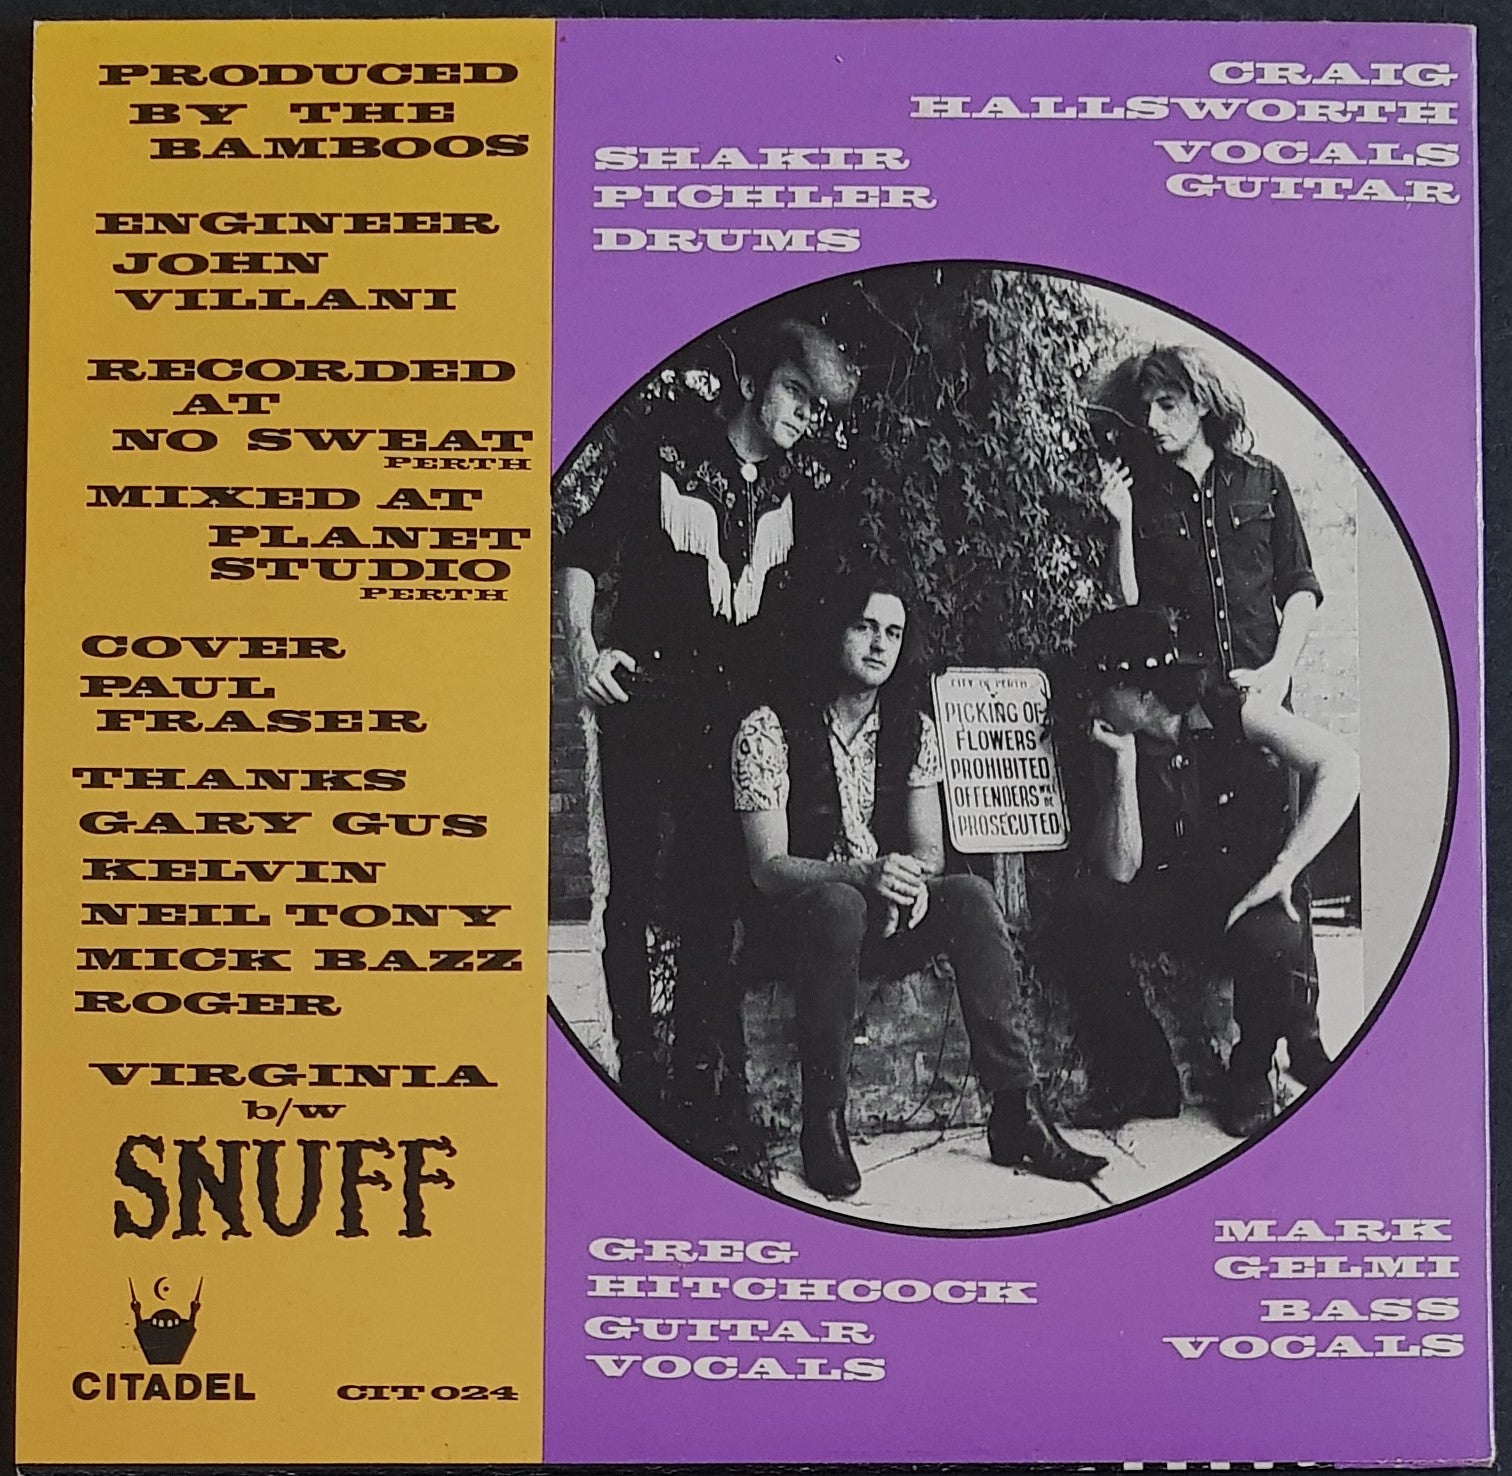 PRODUCED
BY THE
BAMBOOS
ENGINEER
JOHN
VILLANI
RECORDED
AT
NO SWEAT
PERTH
MIXED AT
PLANET
STUDIO
PERTH
COVER
PAUL
FRASER
THANKS
GARY GUS
KELVIN
NEIL TONY
MICK BAZZ
ROGER
VIRGINIA
b/w
SNUFF
CITADEL
CIT 024
SHAKIR
PICHLER
DRUMS
CRAIG
HALLSWORTH
VOCALS
GUITAR
CITY OF PERTH
PICKING OF
FLOWERS
PROHIBITED
OFFENDERS WILL BE
PROSECUTED
GREG
HITCHCOCK
GUITAR
VOCALS
MARK
GELMI
BASS
VOCALS